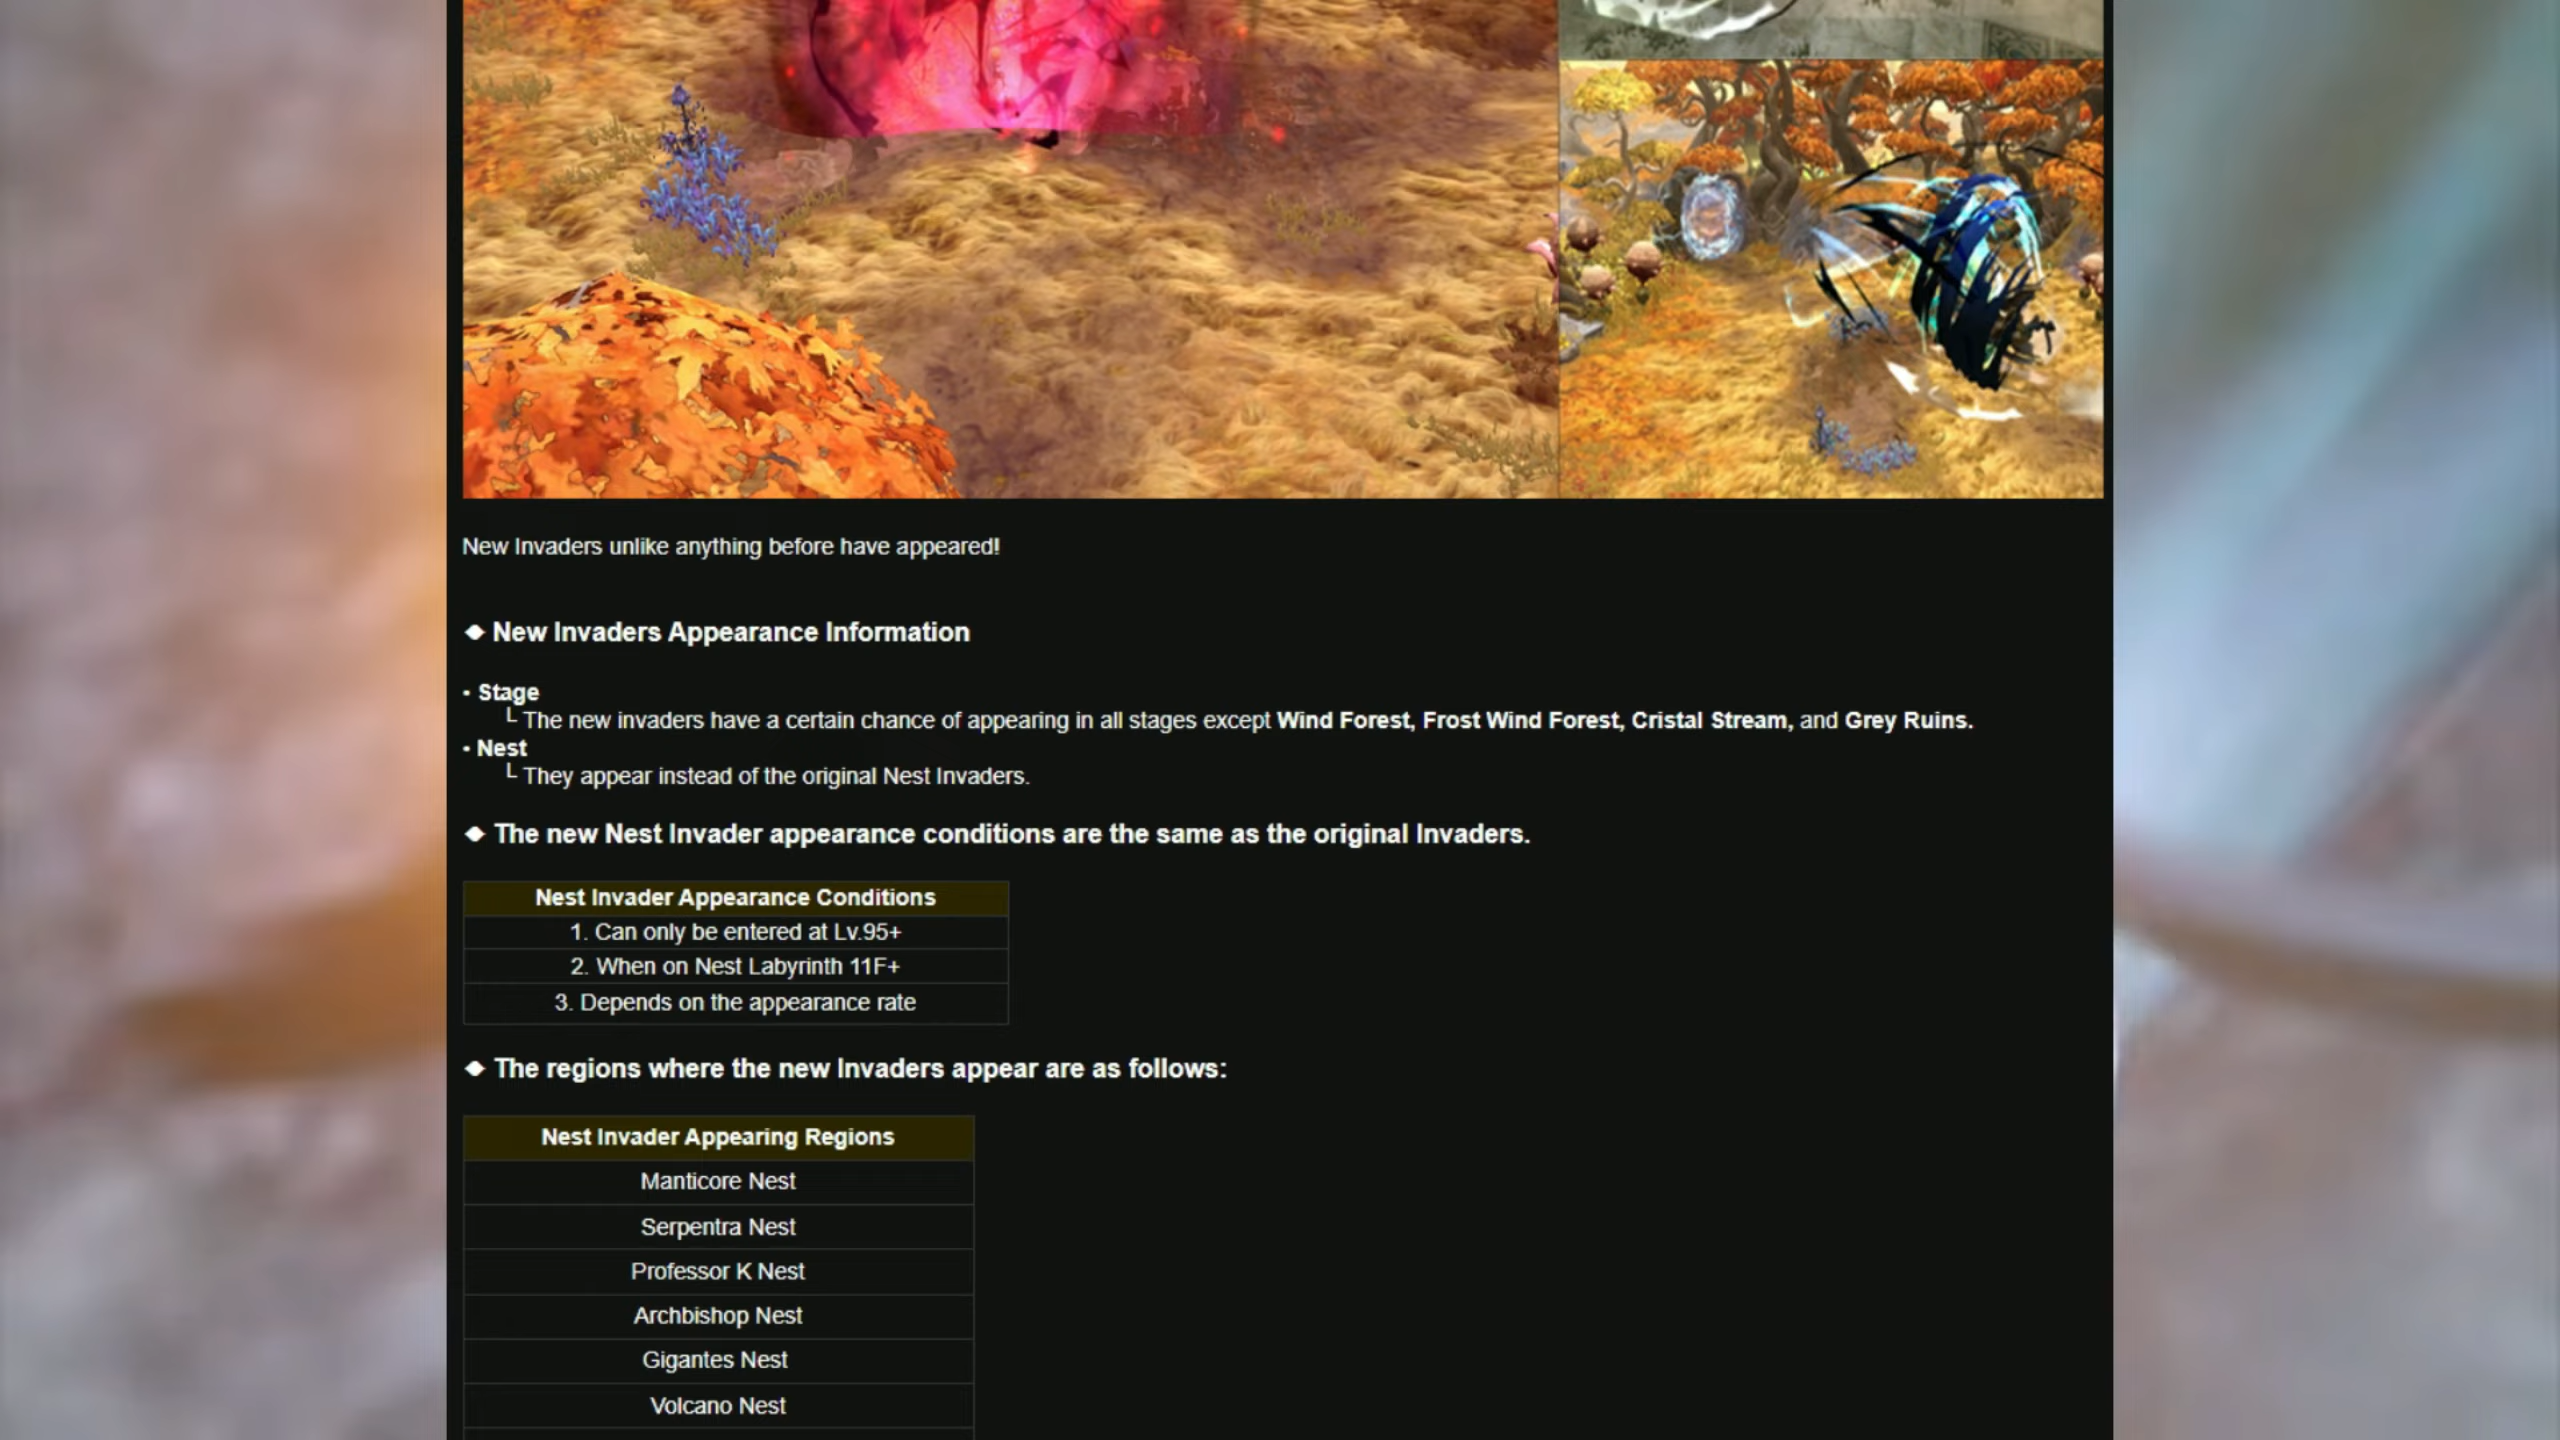 New Invaders unlike anything before have appeared!
◆ New Invaders Appearance Information
• Stage
└ The new invaders have a certain chance of appearing in all stages except Wind Forest, Frost Wind Forest, Cristal Stream, and Grey Ruins.
• Nest
└ They appear instead of the original Nest Invaders.
◆ The new Nest Invader appearance conditions are the same as the original Invaders.
Nest Invader Appearance Conditions
1. Can only be entered at Lv.95+
2. When on Nest Labyrinth 11F+
3. Depends on the appearance rate
◆ The regions where the new Invaders appear are as follows:
Nest Invader Appearing Regions
Manticore Nest
Serpentra Nest
Professor K Nest
Archbishop Nest
Gigantes Nest
Volcano Nest